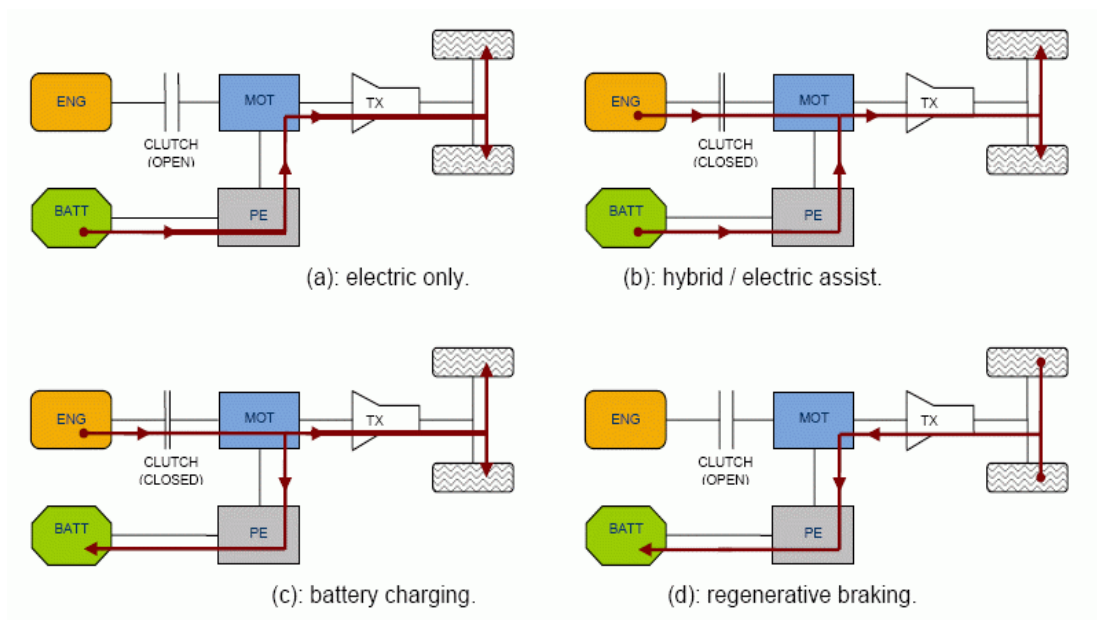 ENG
MOT
TX
CLUTCH
(OPEN)
BATT
PE
(a): electric only.
ENG
MOT
TX
CLUTCH
(CLOSED)
BATT
PE
(b): hybrid / electric assist.
ENG
MOT
TX
CLUTCH
(CLOSED)
BATT
PE
(c): battery charging.
ENG
MOT
TX
CLUTCH
(OPEN)
BATT
PE
(d): regenerative braking.